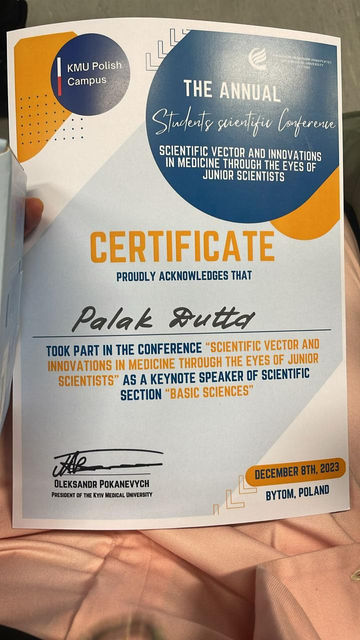 KMU Polish
Campus
THE ANNUAL
Students scientific Conference
SCIENTIFIC VECTOR AND INNOVATIONS
IN MEDICINE THROUGH THE EYES OF
JUNIOR SCIENTISTS
CERTIFICATE
PROUDLY ACKNOWLEDGES THAT
Palak Dutta
TOOK PART IN THE CONFERENCE "SCIENTIFIC VECTOR AND
INNOVATIONS IN MEDICINE THROUGH THE EYES OF JUNIOR
SCIENTISTS" AS A KEYNOTE SPEAKER OF SCIENTIFIC
SECTION "BASIC SCIENCES"
OLEKSANDR POKANEVYCH
PRESIDENT OF THE KYIV MEDICAL UNIVERSITY
DECEMBER 8TH, 2023
BYTOM, POLAND